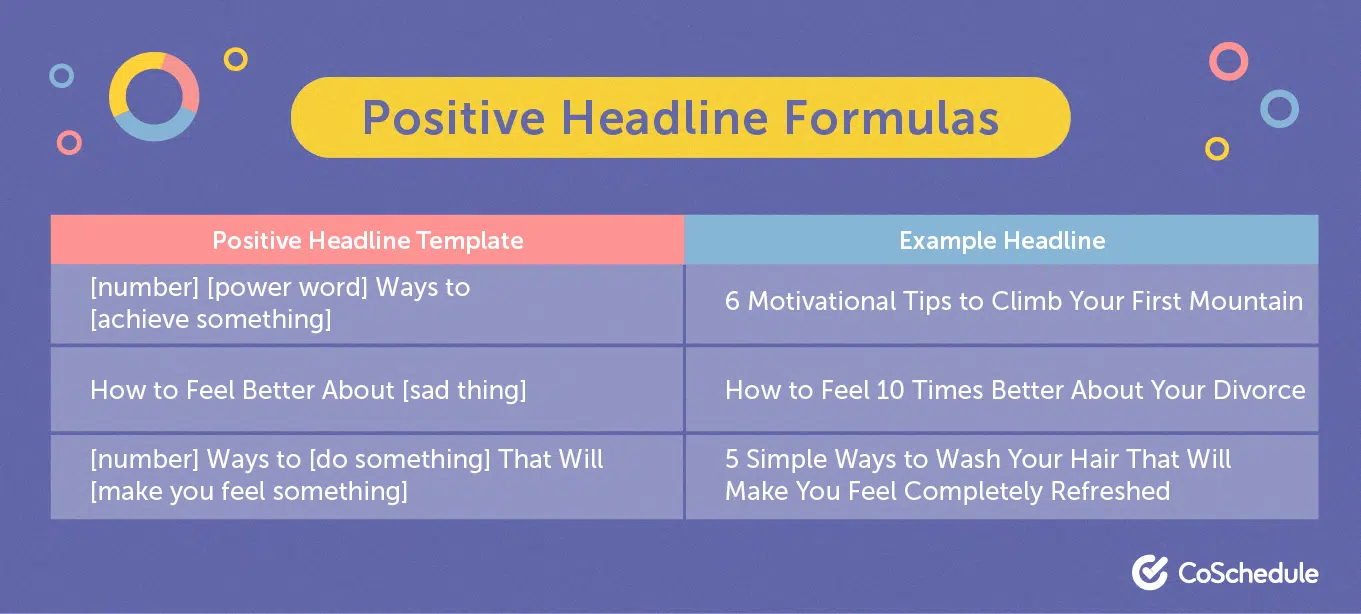 Positive Headline Formulas
Positive Headline Template
Example Headline
[number] [power word] Ways to
[achieve something]
6 Motivational Tips to Climb Your First Mountain
How to Feel Better About [sad thing]
How to Feel 10 Times Better About Your Divorce
[number] Ways to [do something] That Will
[make you feel something]
5 Simple Ways to Wash Your Hair That Will
Make You Feel Completely Refreshed
CoSchedule